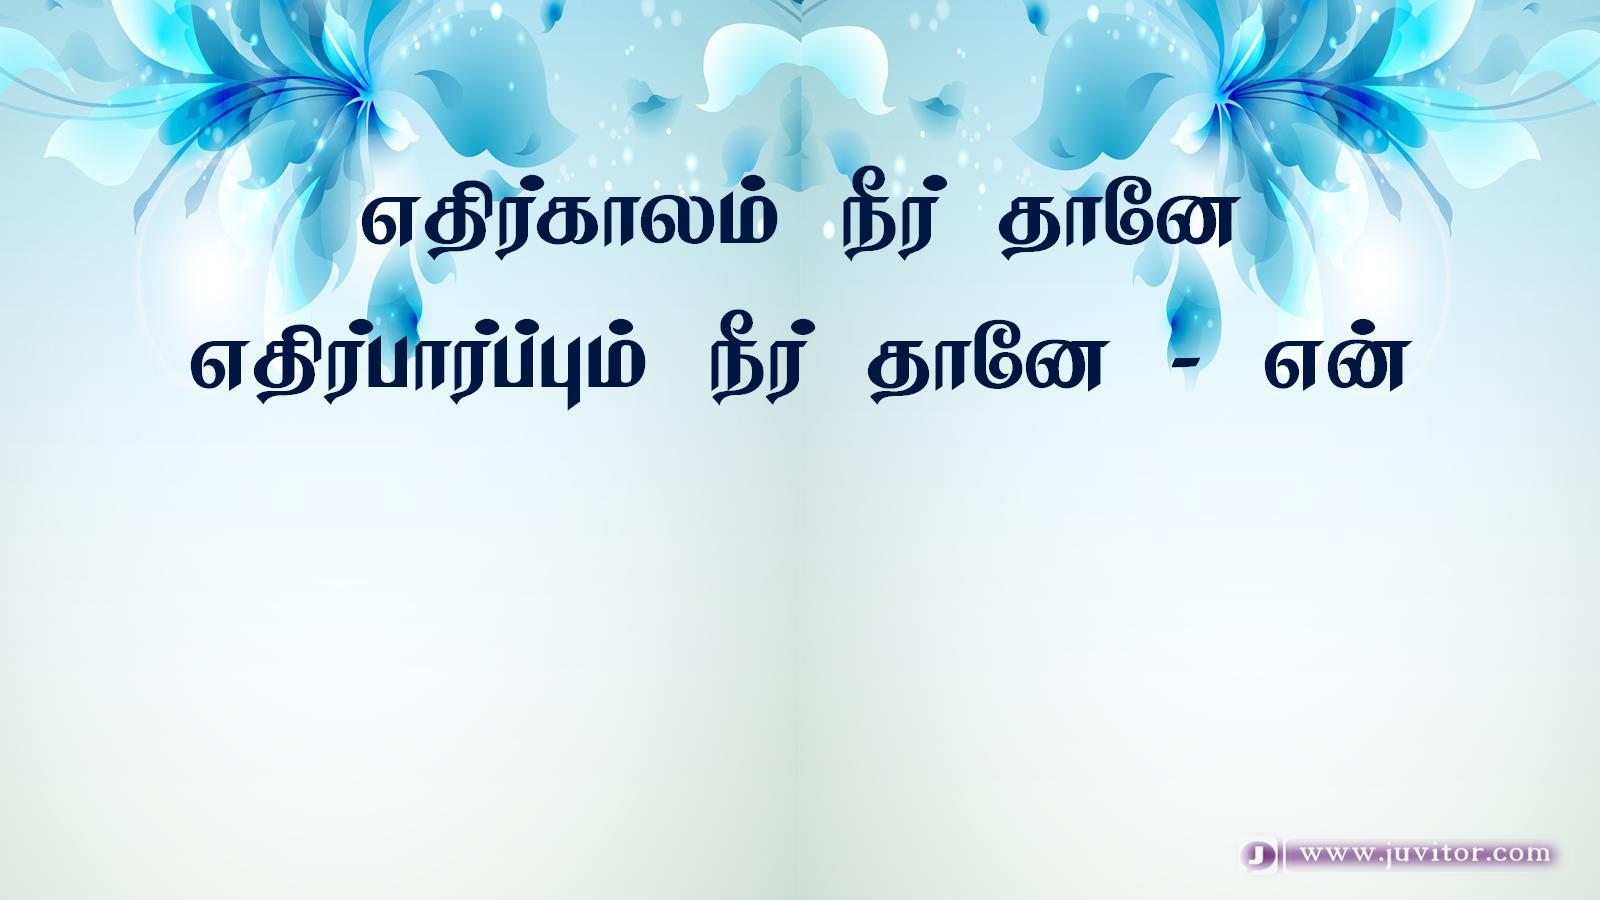 எதிர்காலம் நீர் தானே
எதிர்பார்ப்பும் நீர் தானே - என்
J www.juvitor.com